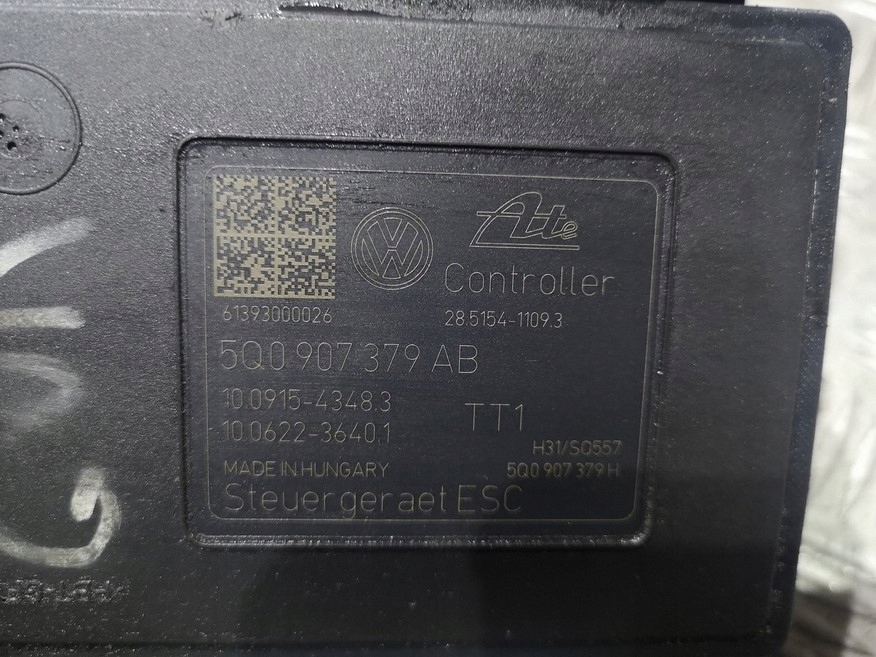 Ate
Controller
61393000026
28.5154-1109.3
5Q0 907 379 AB
10.0915-4348.3
10.0622-3640.1
TT1
H31/S0557
MADE IN HUNGARY
5Q0 907 379 H
Steuergeraet ESC